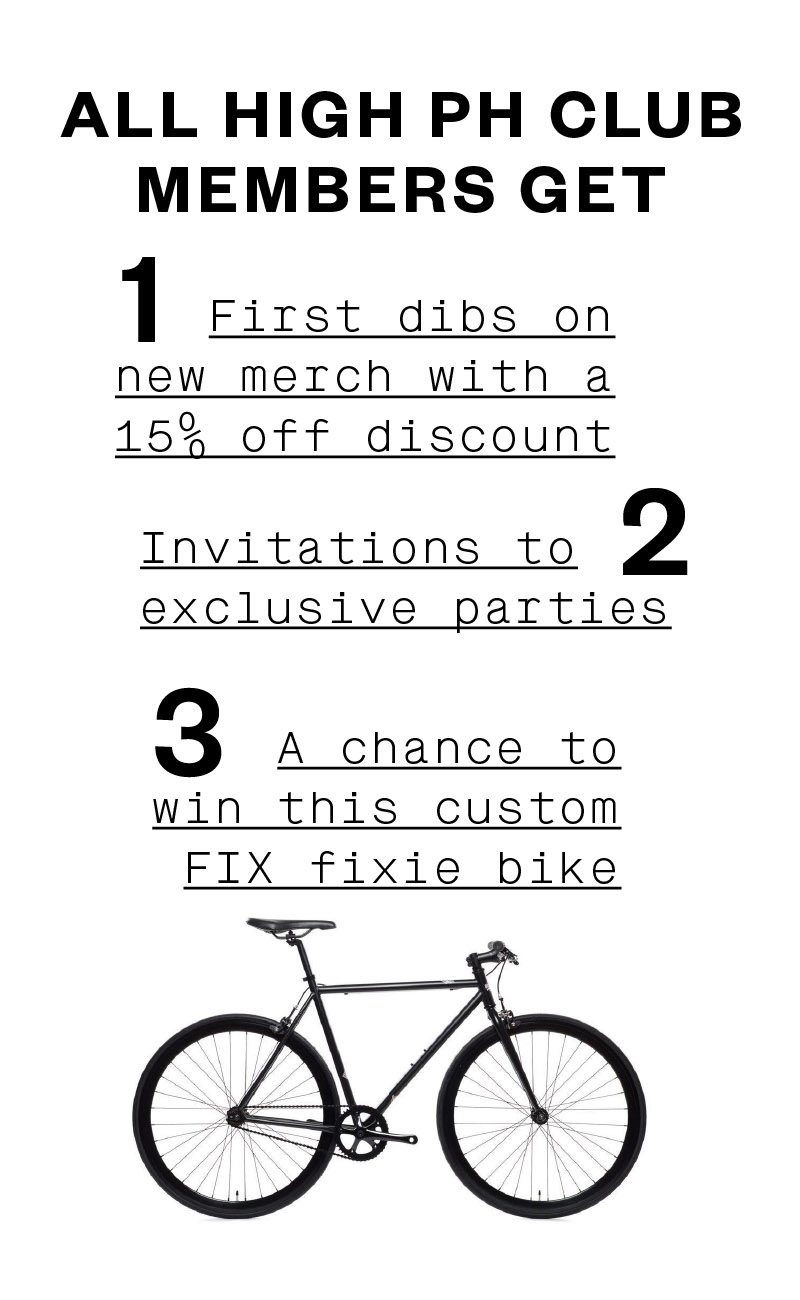 ALL HIGH PH CLUB
MEMBERS GET
1 First dibs on
new merch with a
15% off discount
Invitations to 2
exclusive parties
3 A chance to
win this custom
FIX fixie bike